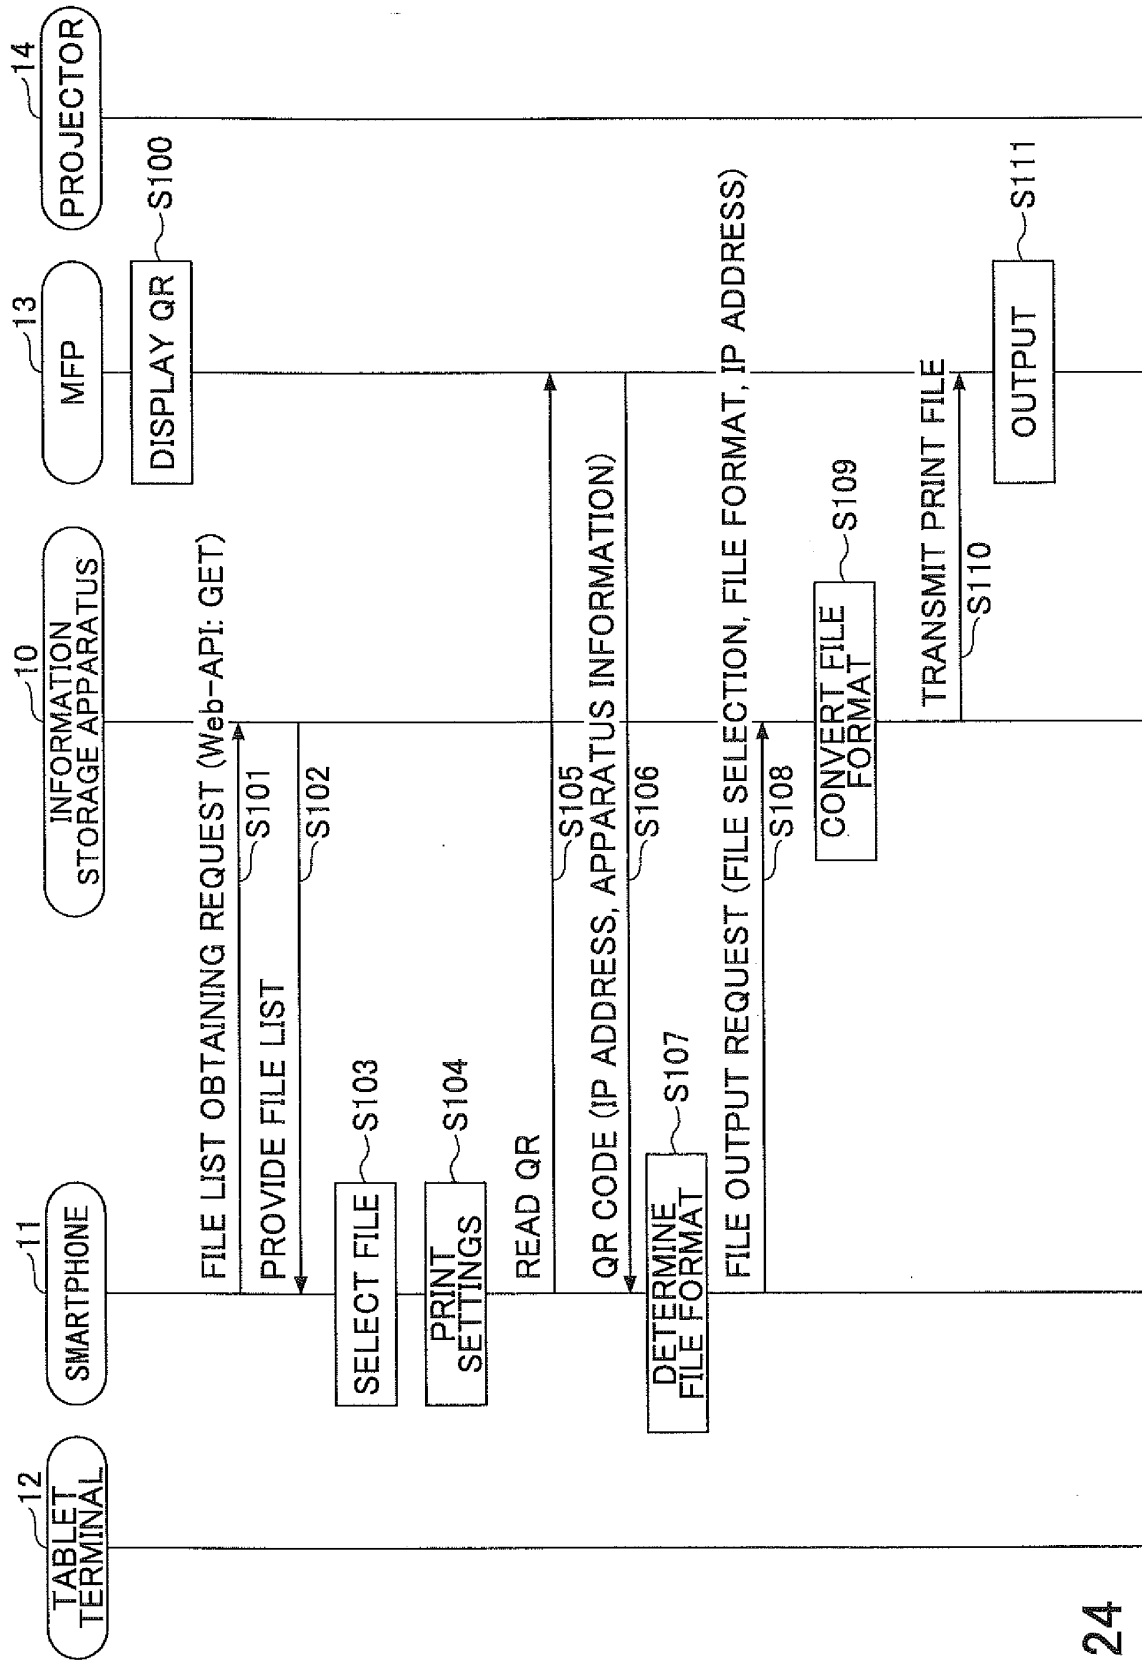 12
TABLET
TERMINAL
11
SMARTPHONE
10
INFORMATION
STORAGE APPARATUS
13
MFP
14
PROJECTOR
DISPLAY QR
S100
FILE LIST OBTAINING REQUEST (Web-API: GET)
S101
PROVIDE FILE LIST
S102
SELECT FILE
S103
PRINT
SETTINGS
S104
READ QR
S105
QR CODE (IP ADDRESS, APPARATUS INFORMATION)
S106
DETERMINE
FILE FORMAT
S107
FILE OUTPUT REQUEST (FILE SELECTION, FILE FORMAT, IP ADDRESS)
S108
CONVERT FILE
FORMAT
S109
TRANSMIT PRINT FILE
S110
OUTPUT
S111
24